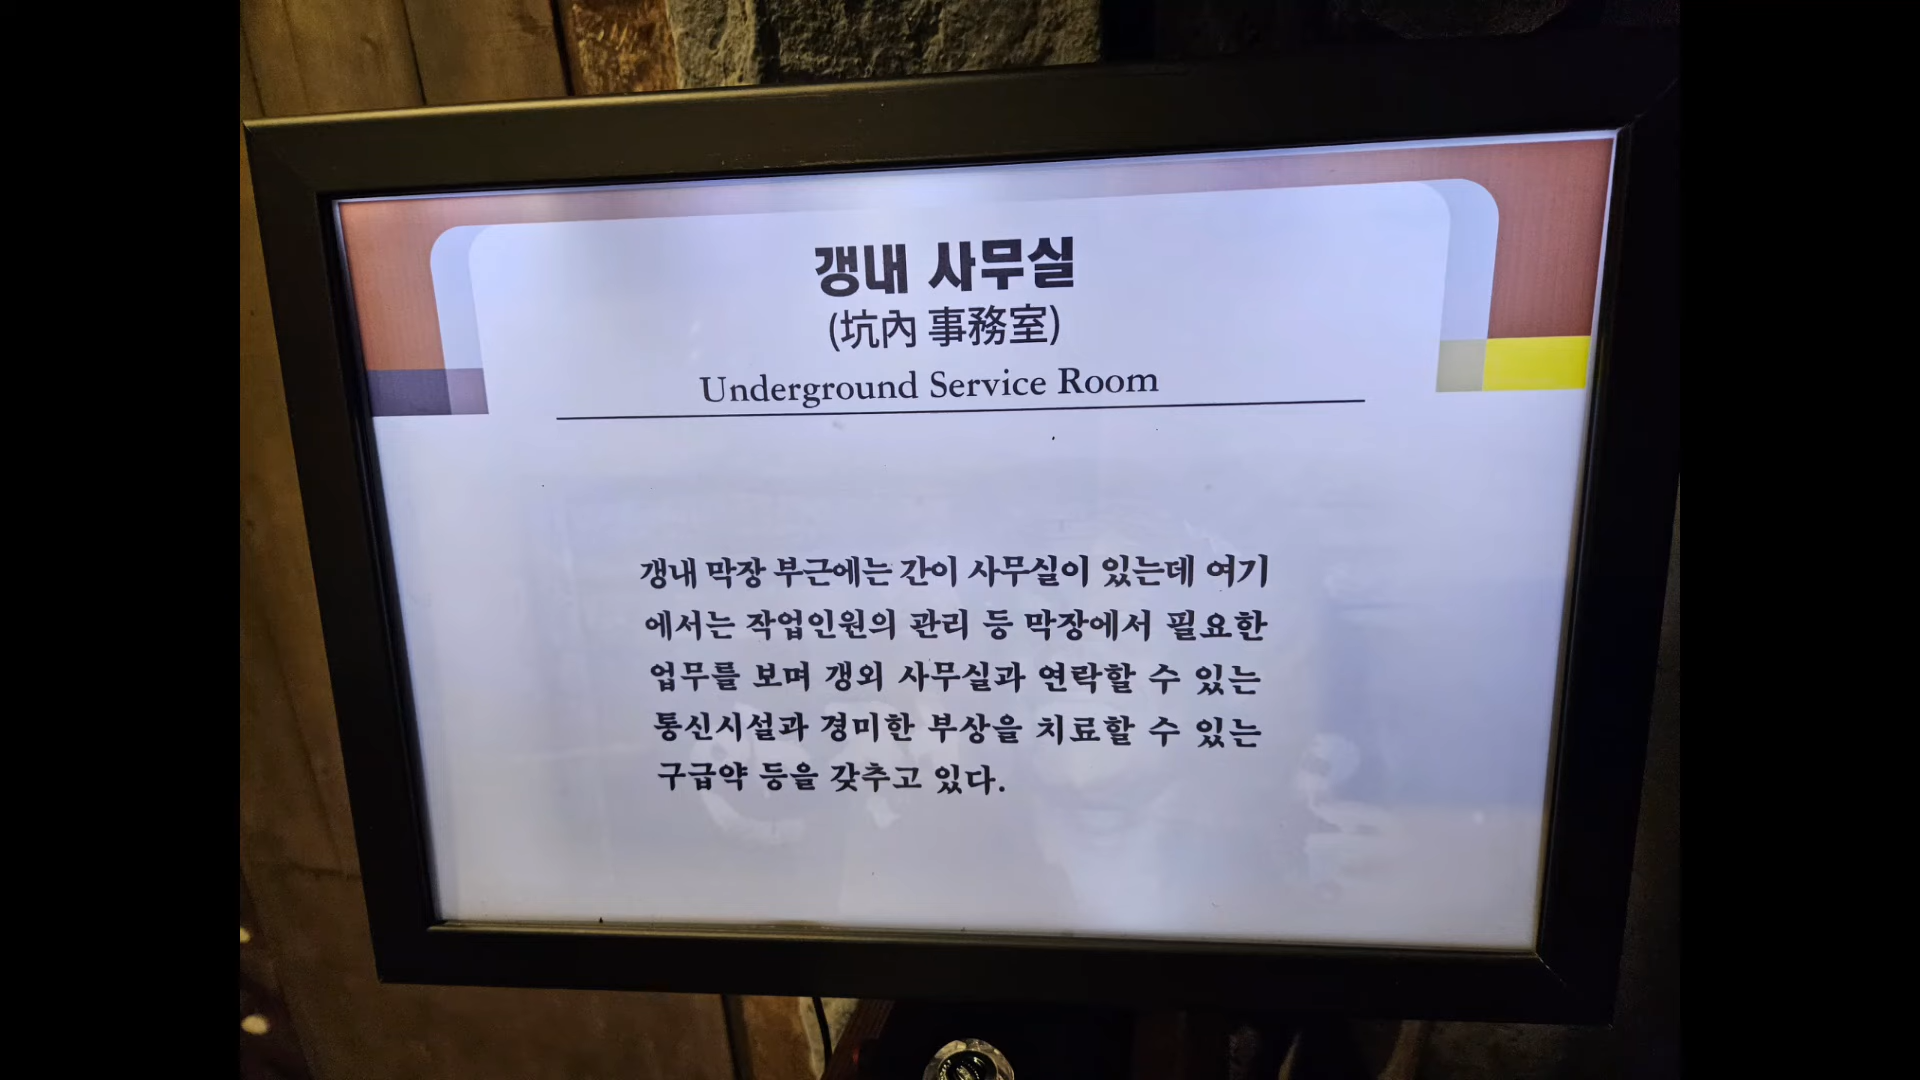 갱내 사무실
(坑內 事務室)
Underground Service Room
갱내 막장 부근에는 간이 사무실이 있는데 여기
에서는 작업인원의 관리 등 막장에서 필요한
업무를 보며 갱외 사무실과 연락할 수 있는
통신시설과 경미한 부상을 치료할 수 있는
구급약 등을 갖추고 있다.